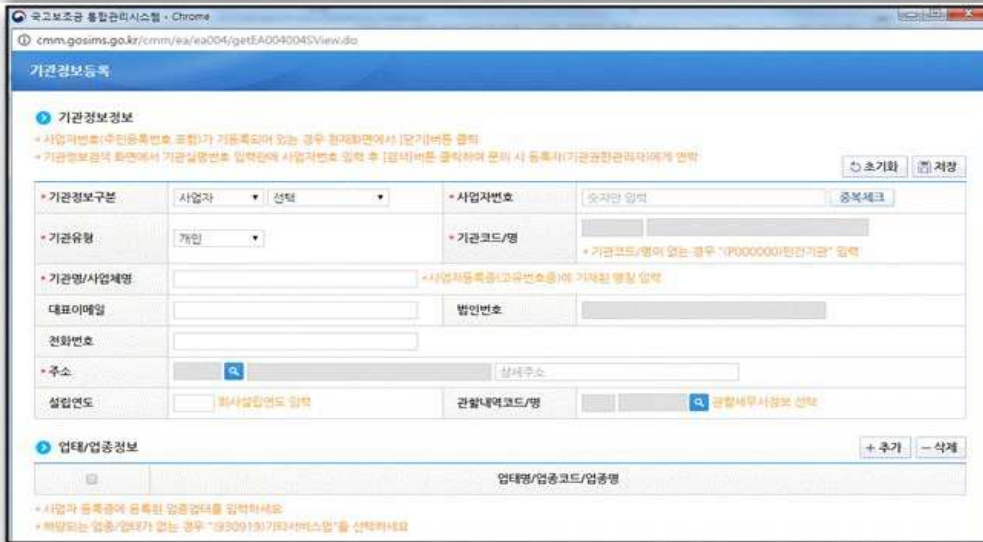 국고보조금 통합관리시스템 - Chrome
cmm.gosims.go.kr/cmm/ea/ea004/getEA004004SView.do
기관정보등록
기관정보정보
* 사업자번호(주민등록번호 포함)가 기등록되어 있는 경우 현재화면에서 [닫기]버튼 클릭
* 기관정보검색 화면에서 기관실명번호 입력란에 사업자번호 입력 후 [검색]버튼 클릭하여 문의 시 등록자(기관권한관리자)에게 연락
초기화 저장
* 기관정보구분 사업자 선택 * 사업자번호 숫자만 입력 중복체크
* 기관유형 개인 * 기관코드/명
* 기관코드/명이 없는 경우 "(P000000)민간기관" 입력
* 기관명/사업체명 *사업자등록증(고유번호증)에 기재된 명칭 입력
대표이메일 법인번호
전화번호
* 주소 상세주소
설립연도 회사설립연도 입력 관할내역코드/명 관할세무서정보 선택
업태/업종정보 + 추가 - 삭제
업태명/업종코드/업종명
* 사업자 등록증에 등록된 업종업태를 입력하세요
* 해당되는 업종/업태가 없는 경우 "(930919)기타서비스업"을 선택하세요